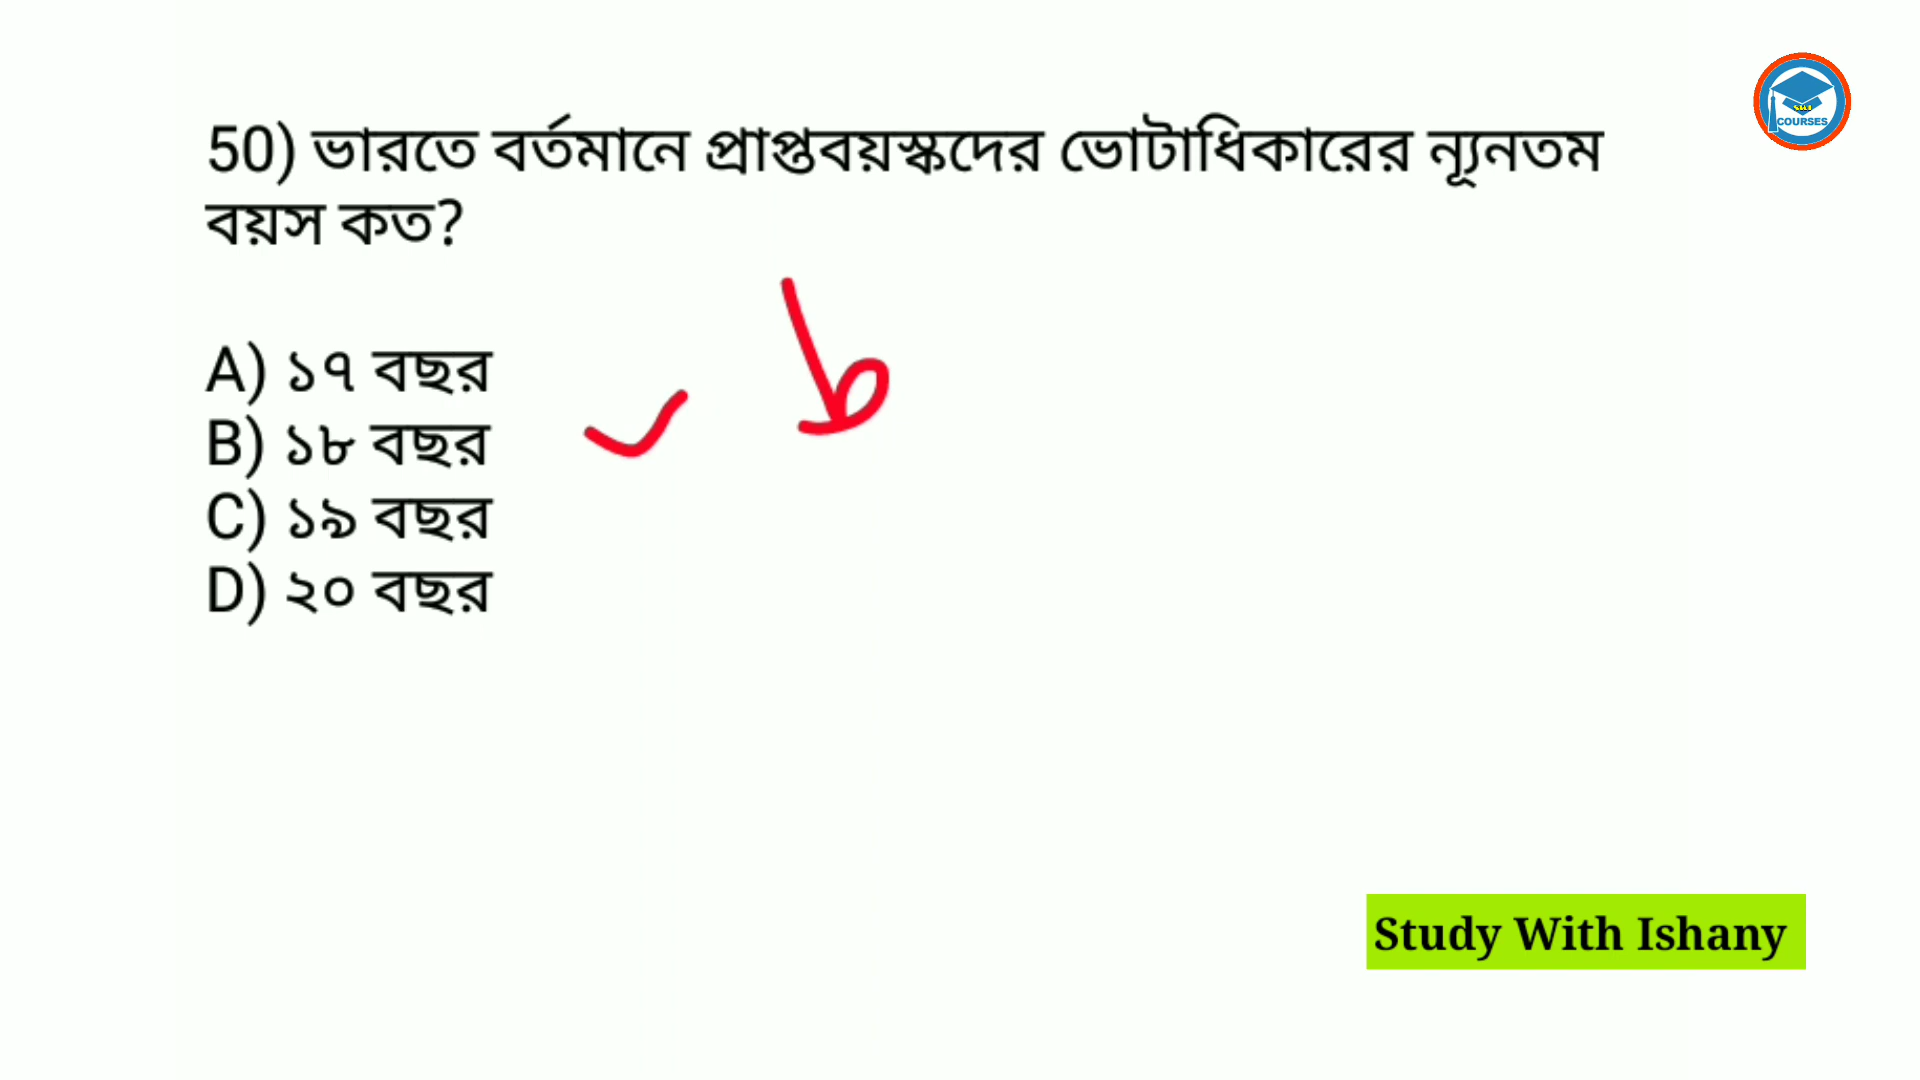 50) ভারতে বর্তমানে প্রাপ্তবয়স্কদের ভোটাধিকারের ন্যূনতম
বয়স কত?
A) ১৭ বছর
B) ১৮ বছর
C) ১৯ বছর
D) ২০ বছর
b
SWI
COURSES
Study With Ishany